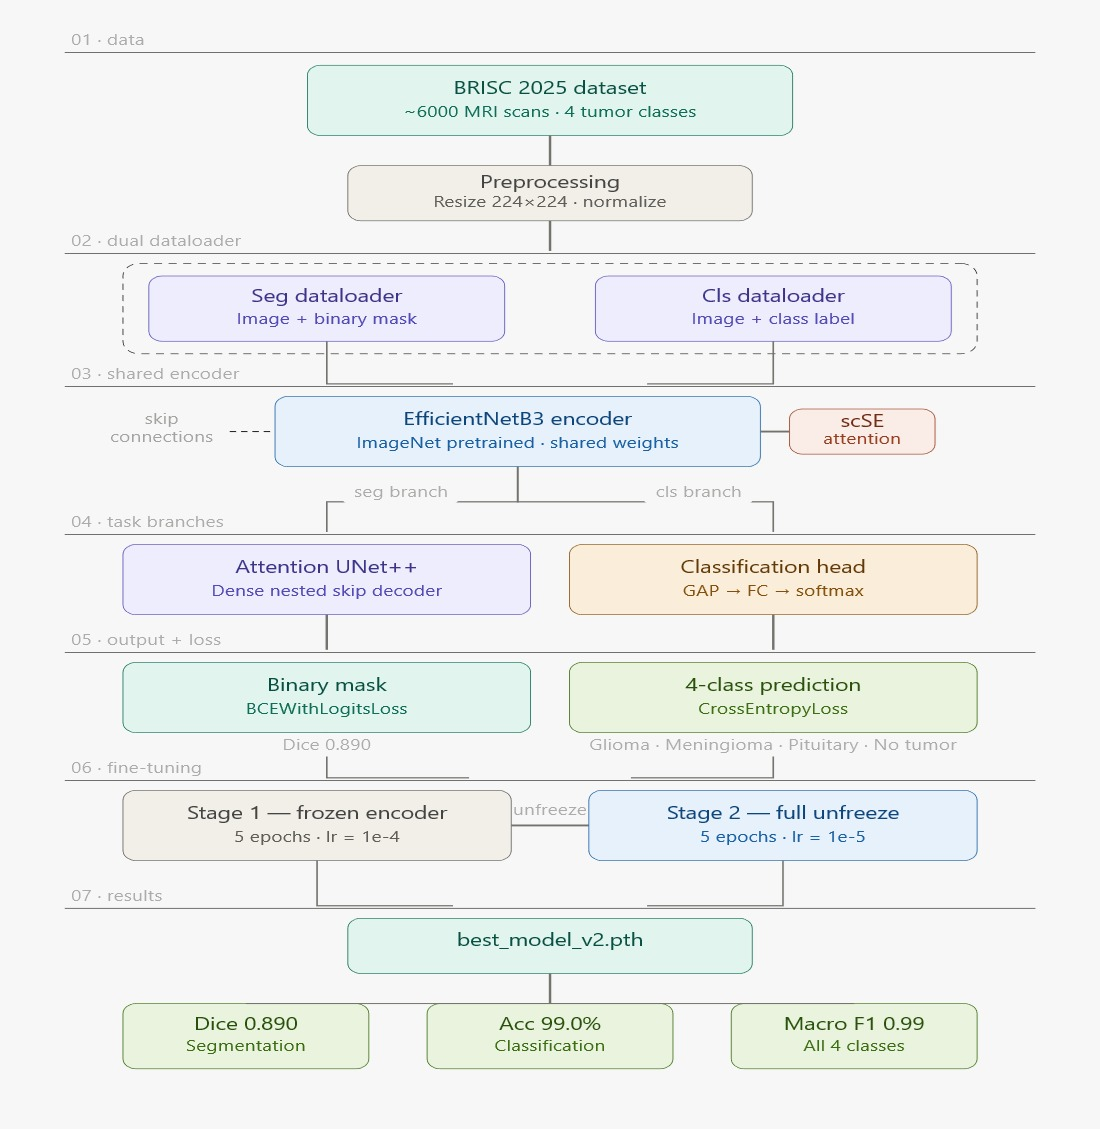 01 · data
BRISC 2025 dataset
~6000 MRI scans · 4 tumor classes
Preprocessing
Resize 224×224 · normalize
02 · dual dataloader
Seg dataloader
Image + binary mask
Cls dataloader
Image + class label
03 · shared encoder
skip
connections
EfficientNetB3 encoder
ImageNet pretrained · shared weights
scSE
attention
seg branch
cls branch
04 · task branches
Attention UNet++
Dense nested skip decoder
Classification head
GAP → FC → softmax
05 · output + loss
Binary mask
BCEWithLogitsLoss
4-class prediction
CrossEntropyLoss
Dice 0.890
Glioma · Meningioma · Pituitary · No tumor
06 · fine-tuning
Stage 1 — frozen encoder
5 epochs · lr = 1e-4
unfreeze
Stage 2 — full unfreeze
5 epochs · lr = 1e-5
07 · results
best_model_v2.pth
Dice 0.890
Segmentation
Acc 99.0%
Classification
Macro F1 0.99
All 4 classes